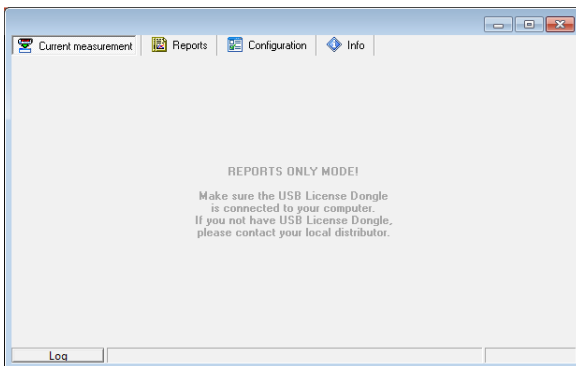 Current measurement
Reports
Configuration
Info
REPORTS ONLY MODE!
Make sure the USB License Dongle
is connected to your computer.
If you not have USB License Dongle,
please contact your local distributor.
Log